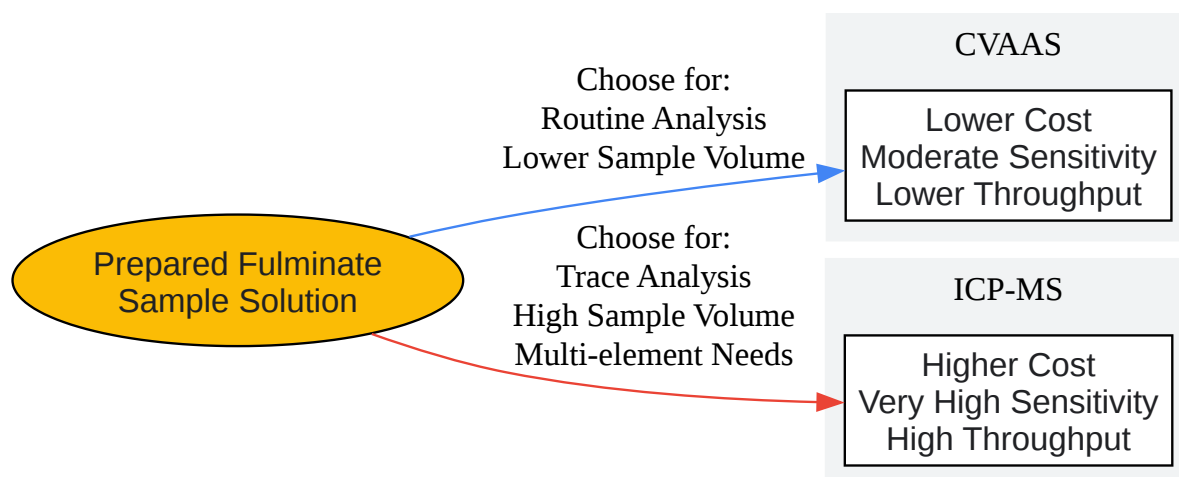 Prepared Fulminate
Sample Solution
Choose for:
Routine Analysis
Lower Sample Volume
CVAAS
Lower Cost
Moderate Sensitivity
Lower Throughput
Choose for:
Trace Analysis
High Sample Volume
Multi-element Needs
ICP-MS
Higher Cost
Very High Sensitivity
High Throughput